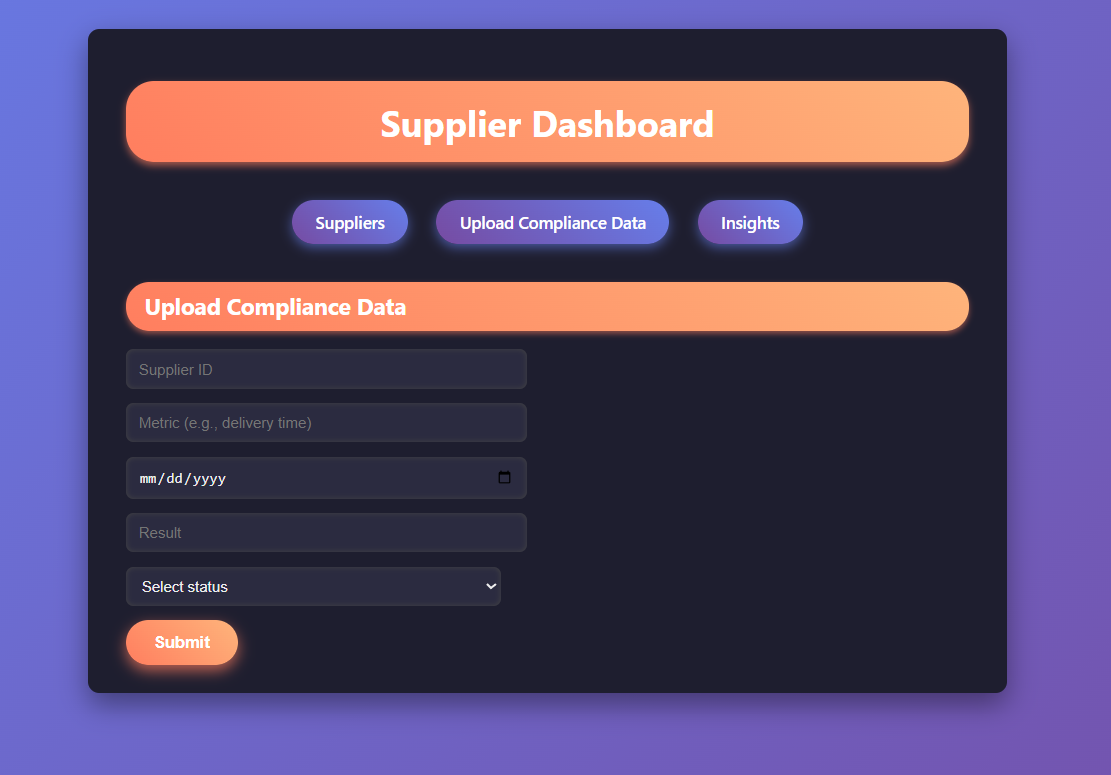 Supplier Dashboard
Suppliers Upload Compliance Data Insights
Upload Compliance Data
Supplier ID
Metric (e.g., delivery time)
mm/dd/yyyy
Result
Select status
Submit